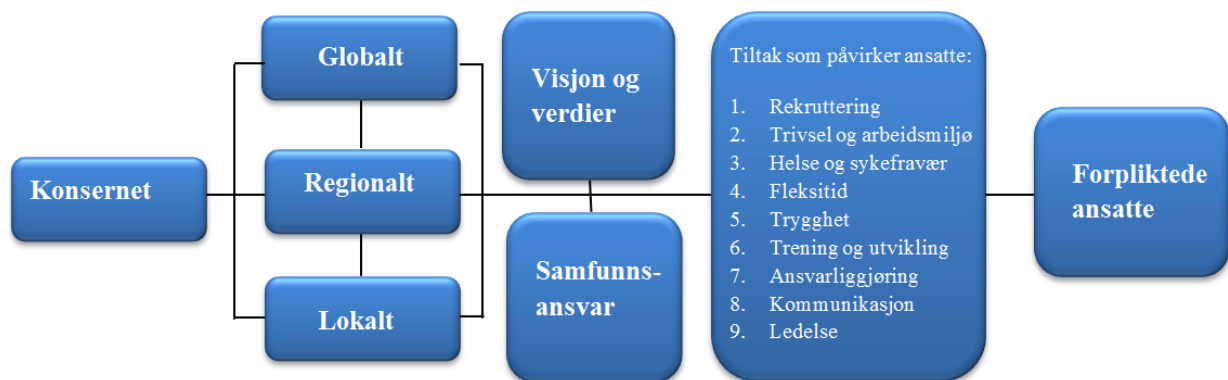 Konsernet
Globalt
Regionalt
Lokalt
Visjon og
verdier
Samfunns-
ansvar
Tiltak som påvirker ansatte:
1. Rekruttering
2. Trivsel og arbeidsmiljø
3. Helse og sykefravær
4. Fleksitid
5. Trygghet
6. Trening og utvikling
7. Ansvarliggjøring
8. Kommunikasjon
9. Ledelse
Forpliktede
ansatte